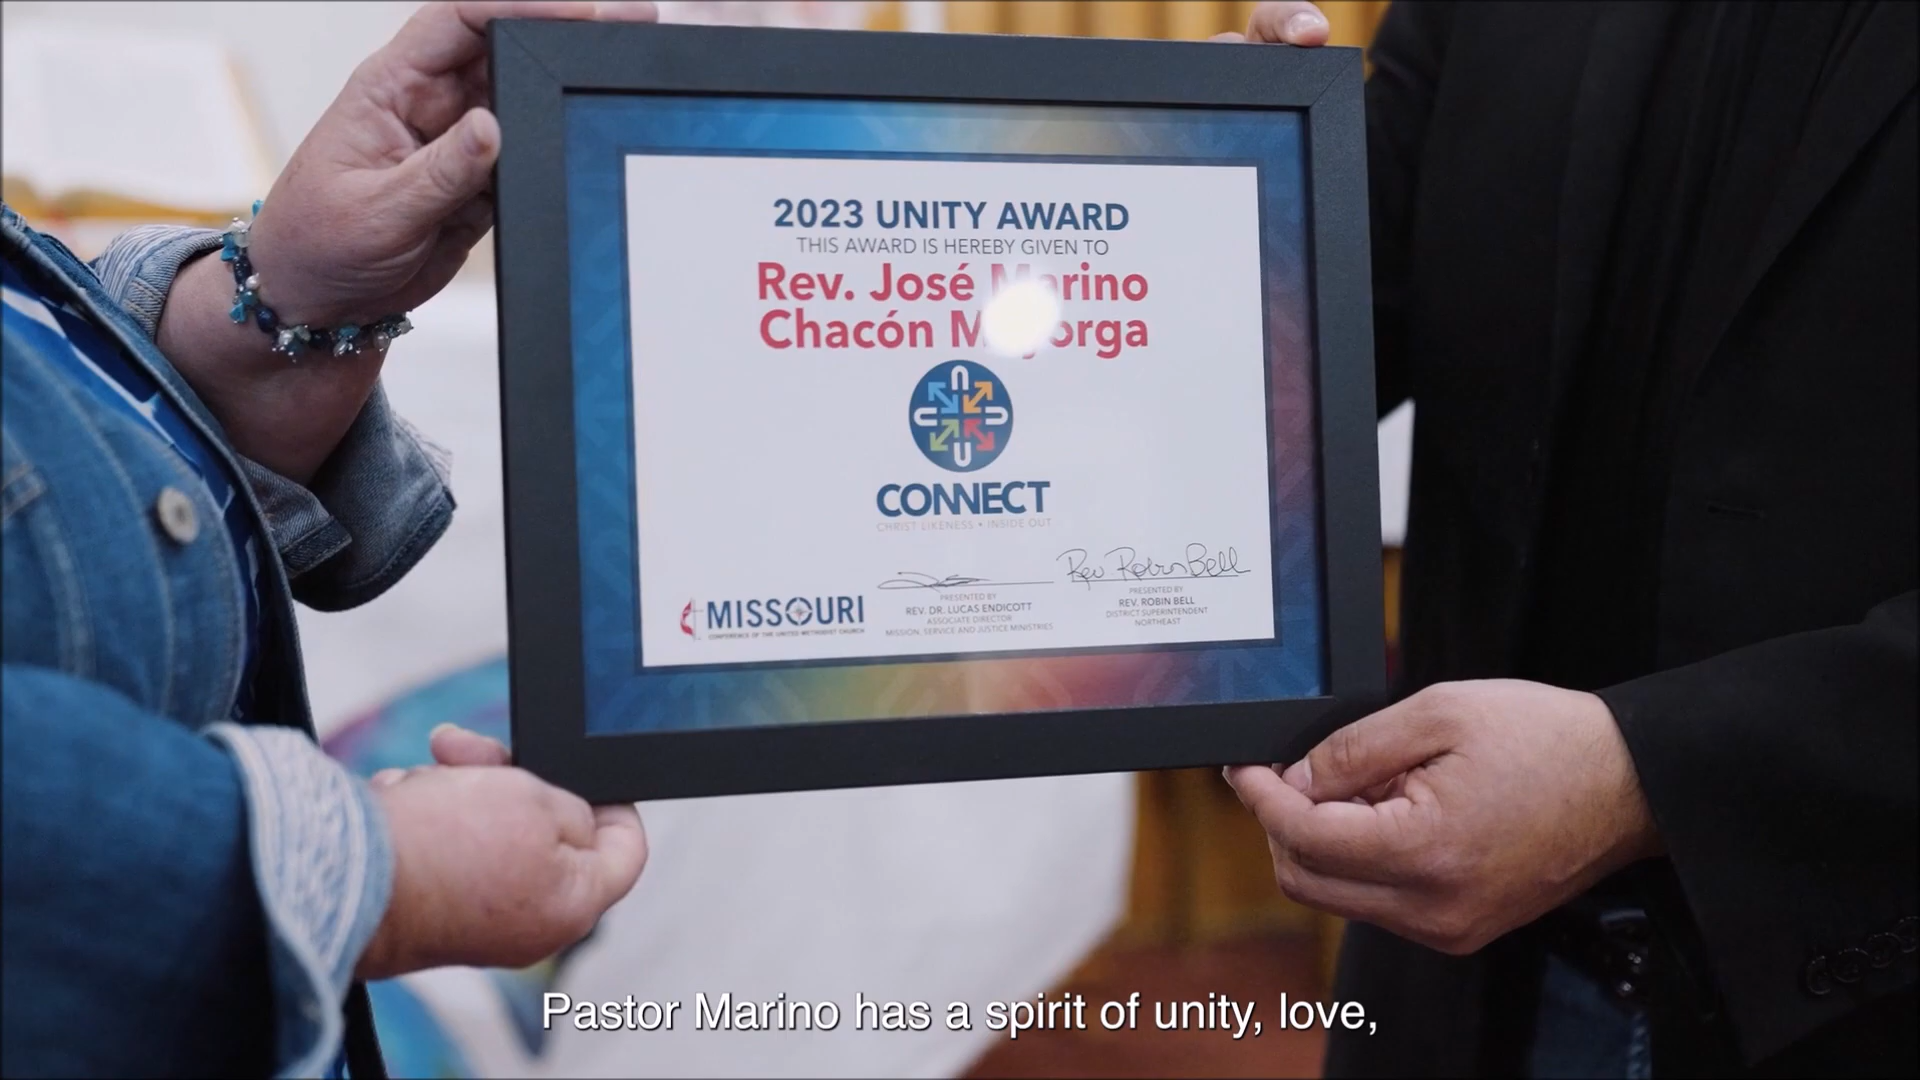 2023 UNITY AWARD
THIS AWARD IS HEREBY GIVEN TO
Rev. José Marino
Chacón Mayorga
CONNECT
CHRIST LIKENESS • INSIDE OUT
Rev. Robin Bell
MISSOURI
CONFERENCE OF THE UNITED METHODIST CHURCH
PRESENTED BY
REV. DR. LUCAS ENDICOTT
ASSOCIATE DIRECTOR
MISSION, SERVICE AND JUSTICE MINISTRIES
PRESENTED BY
REV. ROBIN BELL
DISTRICT SUPERINTENDENT
NORTHEAST
Pastor Marino has a spirit of unity, love,